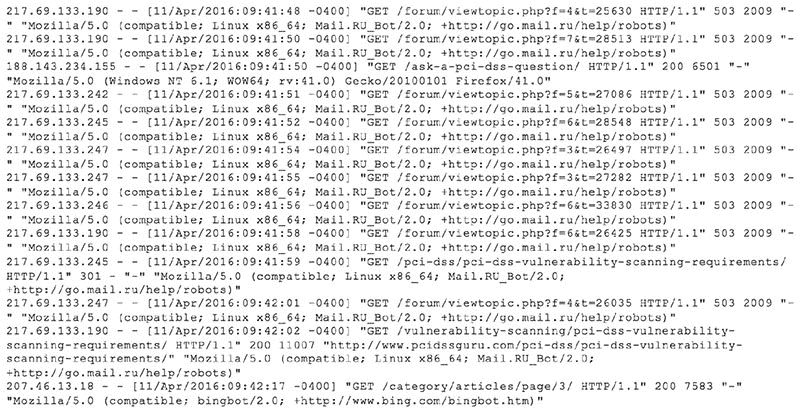 217.69.133.190 - - [11/Apr/2016:09:41:48 -0400] "GET /forum/viewtopic.php?f=4&t=25630 HTTP/1.1" 503 2009 "-
" "Mozilla/5.0 (compatible; Linux x86_64; Mail.RU_Bot/2.0; +http://go.mail.ru/help/robots)"
217.69.133.190 - - [11/Apr/2016:09:41:50 -0400] "GET /forum/viewtopic.php?f=7&t=28513 HTTP/1.1" 503 2009 "-
" "Mozilla/5.0 (compatible; Linux x86_64; Mail.RU_Bot/2.0; +http://go.mail.ru/help/robots)"
188.143.234.155 - - [11/Apr/2016:09:41:50 -0400] "GET /ask-a-pci-dss-question/ HTTP/1.1" 200 6501 "-"
"Mozilla/5.0 (Windows NT 6.1; WOW64; rv:41.0) Gecko/20100101 Firefox/41.0"
217.69.133.242 - - [11/Apr/2016:09:41:51 -0400] "GET /forum/viewtopic.php?f=5&t=27086 HTTP/1.1" 503 2009 "-
" "Mozilla/5.0 (compatible; Linux x86_64; Mail.RU_Bot/2.0; +http://go.mail.ru/help/robots)"
217.69.133.245 - - [11/Apr/2016:09:41:52 -0400] "GET /forum/viewtopic.php?f=6&t=28548 HTTP/1.1" 503 2009 "-
" "Mozilla/5.0 (compatible; Linux x86_64; Mail.RU_Bot/2.0; +http://go.mail.ru/help/robots)"
217.69.133.247 - - [11/Apr/2016:09:41:54 -0400] "GET /forum/viewtopic.php?f=3&t=26497 HTTP/1.1" 503 2009 "-
" "Mozilla/5.0 (compatible; Linux x86_64; Mail.RU_Bot/2.0; +http://go.mail.ru/help/robots)"
217.69.133.247 - - [11/Apr/2016:09:41:55 -0400] "GET /forum/viewtopic.php?f=3&t=27282 HTTP/1.1" 503 2009 "-
" "Mozilla/5.0 (compatible; Linux x86_64; Mail.RU_Bot/2.0; +http://go.mail.ru/help/robots)"
217.69.133.246 - - [11/Apr/2016:09:41:56 -0400] "GET /forum/viewtopic.php?f=6&t=33830 HTTP/1.1" 503 2009 "-
" "Mozilla/5.0 (compatible; Linux x86_64; Mail.RU_Bot/2.0; +http://go.mail.ru/help/robots)"
217.69.133.190 - - [11/Apr/2016:09:41:58 -0400] "GET /forum/viewtopic.php?f=6&t=26425 HTTP/1.1" 503 2009 "-
" "Mozilla/5.0 (compatible; Linux x86_64; Mail.RU_Bot/2.0; +http://go.mail.ru/help/robots)"
217.69.133.245 - - [11/Apr/2016:09:41:59 -0400] "GET /pci-dss/pci-dss-vulnerability-scanning-requirements/
HTTP/1.1" 301 - "-" "Mozilla/5.0 (compatible; Linux x86_64; Mail.RU_Bot/2.0;
+http://go.mail.ru/help/robots)"
217.69.133.247 - - [11/Apr/2016:09:42:01 -0400] "GET /forum/viewtopic.php?f=4&t=26035 HTTP/1.1" 503 2009 "-
" "Mozilla/5.0 (compatible; Linux x86_64; Mail.RU_Bot/2.0; +http://go.mail.ru/help/robots)"
217.69.133.190 - - [11/Apr/2016:09:42:02 -0400] "GET /vulnerability-scanning/pci-dss-vulnerability-
scanning-requirements/ HTTP/1.1" 200 11007 "http://www.pcidssguru.com/pci-dss/pci-dss-vulnerability-
scanning-requirements/" "Mozilla/5.0 (compatible; Linux x86_64; Mail.RU_Bot/2.0;
+http://go.mail.ru/help/robots)"
207.46.13.18 - - [11/Apr/2016:09:42:17 -0400] "GET /category/articles/page/3/ HTTP/1.1" 200 7583 "-"
"Mozilla/5.0 (compatible; bingbot/2.0; +http://www.bing.com/bingbot.htm)"